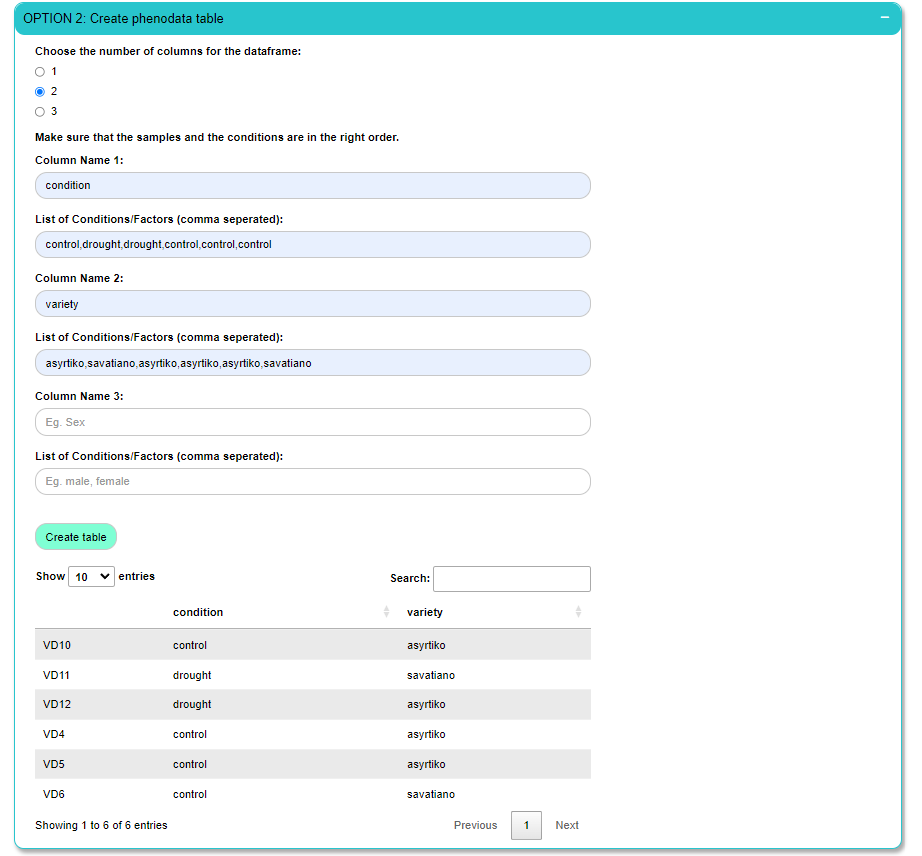 OPTION 2: Create phenodata table
Choose the number of columns for the dataframe:
1
2
3
Make sure that the samples and the conditions are in the right order.
Column Name 1:
condition
List of Conditions/Factors (comma seperated):
control,drought,drought,control,control,control
Column Name 2:
variety
List of Conditions/Factors (comma seperated):
asyrtiko,savatiano,asyrtiko,asyrtiko,asyrtiko,savatiano
Column Name 3:
Eg. Sex
List of Conditions/Factors (comma seperated):
Eg. male, female
Create table
Show 10 entries Search:
condition variety
VD10 control asyrtiko
VD11 drought savatiano
VD12 drought asyrtiko
VD4 control asyrtiko
VD5 control asyrtiko
VD6 control savatiano
Showing 1 to 6 of 6 entries Previous 1 Next